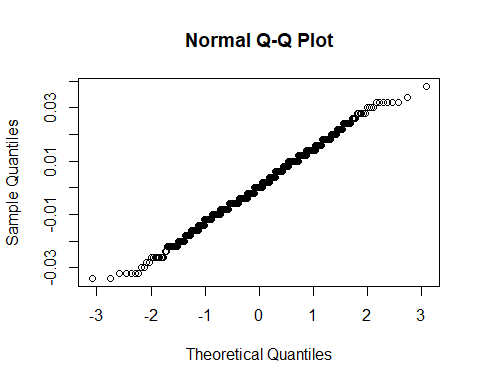 Normal Q-Q Plot
Sample Quantiles
0.03
0.01
-0.01
-0.03
-3 -2 -1 0 1 2 3
Theoretical Quantiles